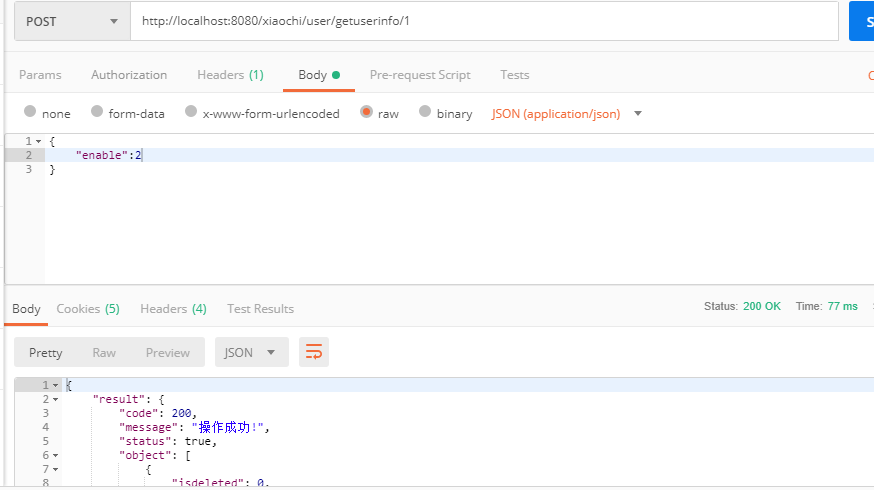 POST http://localhost:8080/xiaochi/user/getuserinfo/1
Params Authorization Headers (1) Body Pre-request Script Tests
none form-data x-www-form-urlencoded raw binary JSON (application/json)
1 {
2 "enable":2
3 }
Body Cookies (5) Headers (4) Test Results Status: 200 OK Time: 77 ms
Pretty Raw Preview JSON
1 {
2 "result": {
3 "code": 200,
4 "message": "操作成功!",
5 "status": true,
6 "object": [
7 {
8 "isdeleted": 0,